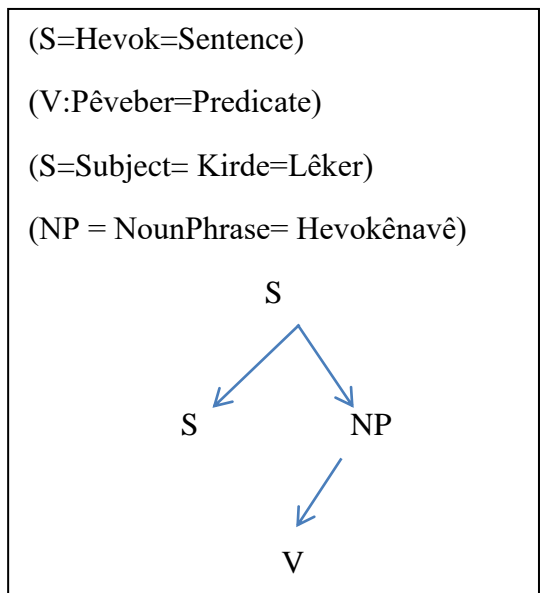 (S=Hevok=Sentence)
(V:Pêveber=Predicate)
(S=Subject= Kirde=Lêker)
(NP = NounPhrase= Hevokênavê)
S
S NP
V